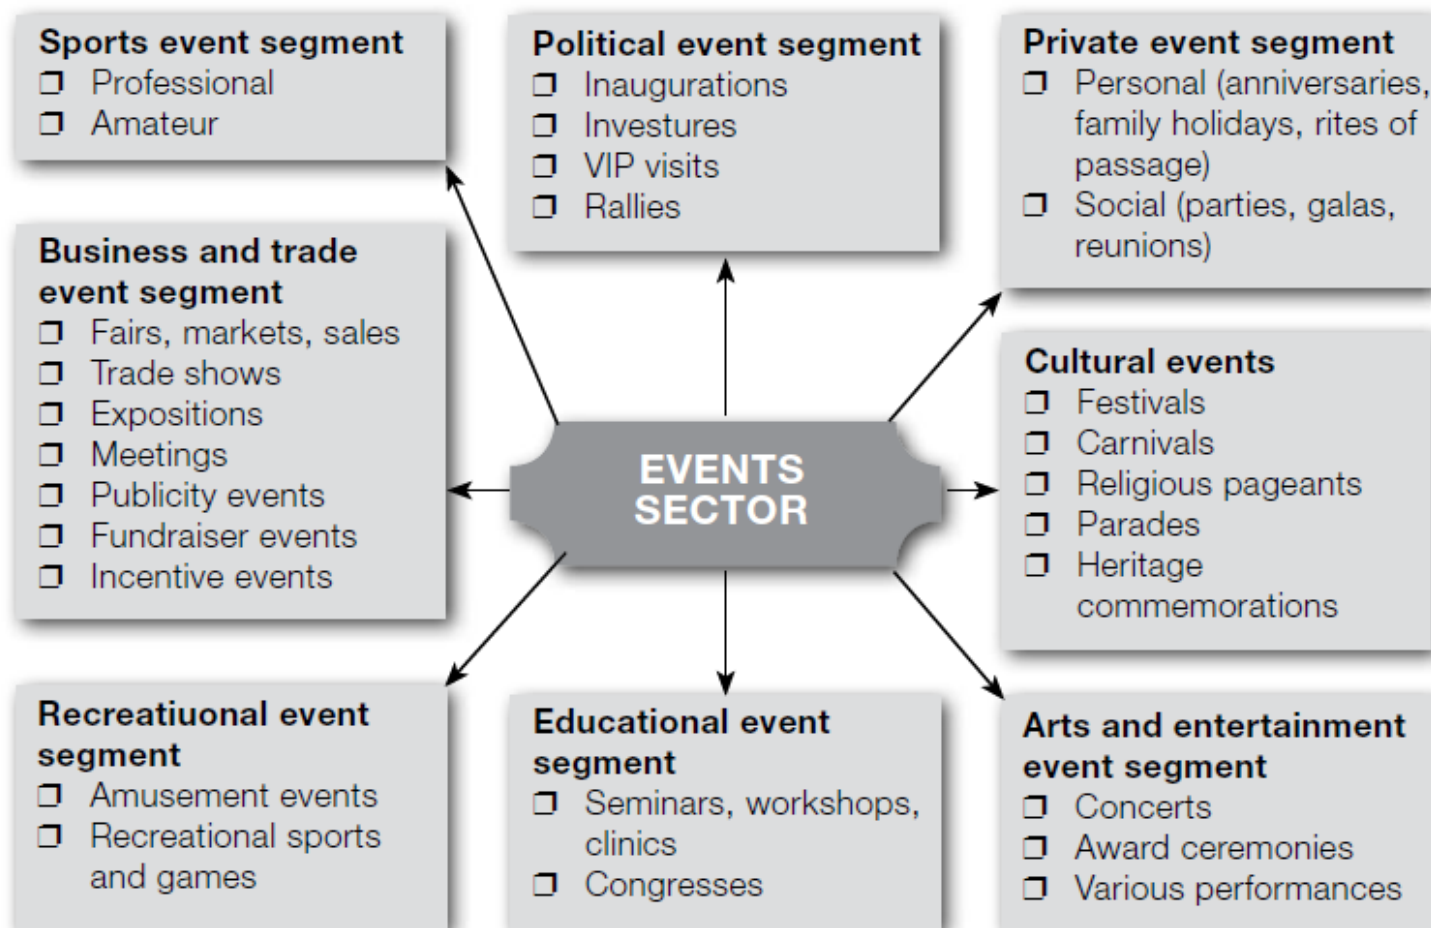 Sports event segment
❐ Professional
❐ Amateur
Political event segment
❐ Inaugurations
❐ Investures
❐ VIP visits
❐ Rallies
Private event segment
❐ Personal (anniversaries,
family holidays, rites of
passage)
❐ Social (parties, galas,
reunions)
Business and trade
event segment
❐ Fairs, markets, sales
❐ Trade shows
❐ Expositions
❐ Meetings
❐ Publicity events
❐ Fundraiser events
❐ Incentive events
EVENTS
SECTOR
Cultural events
❐ Festivals
❐ Carnivals
❐ Religious pageants
❐ Parades
❐ Heritage
commemorations
Recreatiuonal event
segment
❐ Amusement events
❐ Recreational sports
and games
Educational event
segment
❐ Seminars, workshops,
clinics
❐ Congresses
Arts and entertainment
event segment
❐ Concerts
❐ Award ceremonies
❐ Various performances